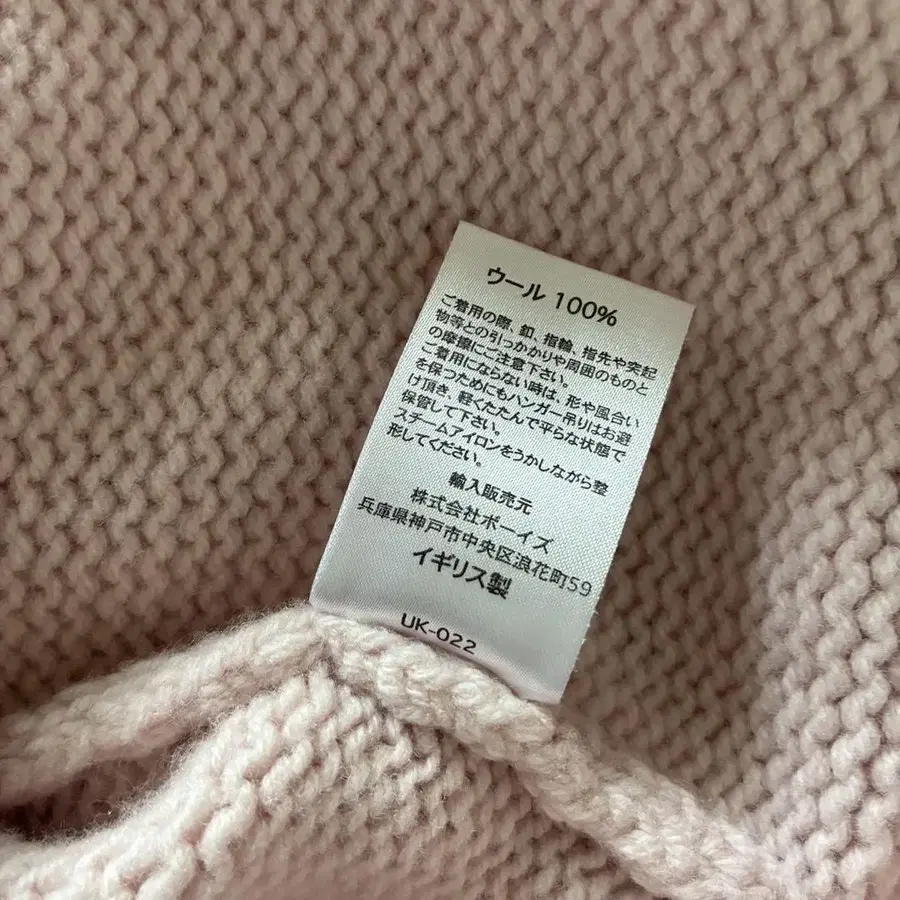 ウール 100%
ご着用の際、釦、指輪、指先や突起
物等との引っかかりや周囲のものと
の摩擦にご注意下さい。
ご着用にならない時は、形や風合い
を保つためにもハンガー吊りはお避
け頂き、軽くたたんで平らな状態で
保管して下さい。
スチームアイロンをうかしながら整
形してください。
輸入販売元
株式会社ボーイズ
兵庫県神戸市中央区浪花町59
イギリス製
UK-022